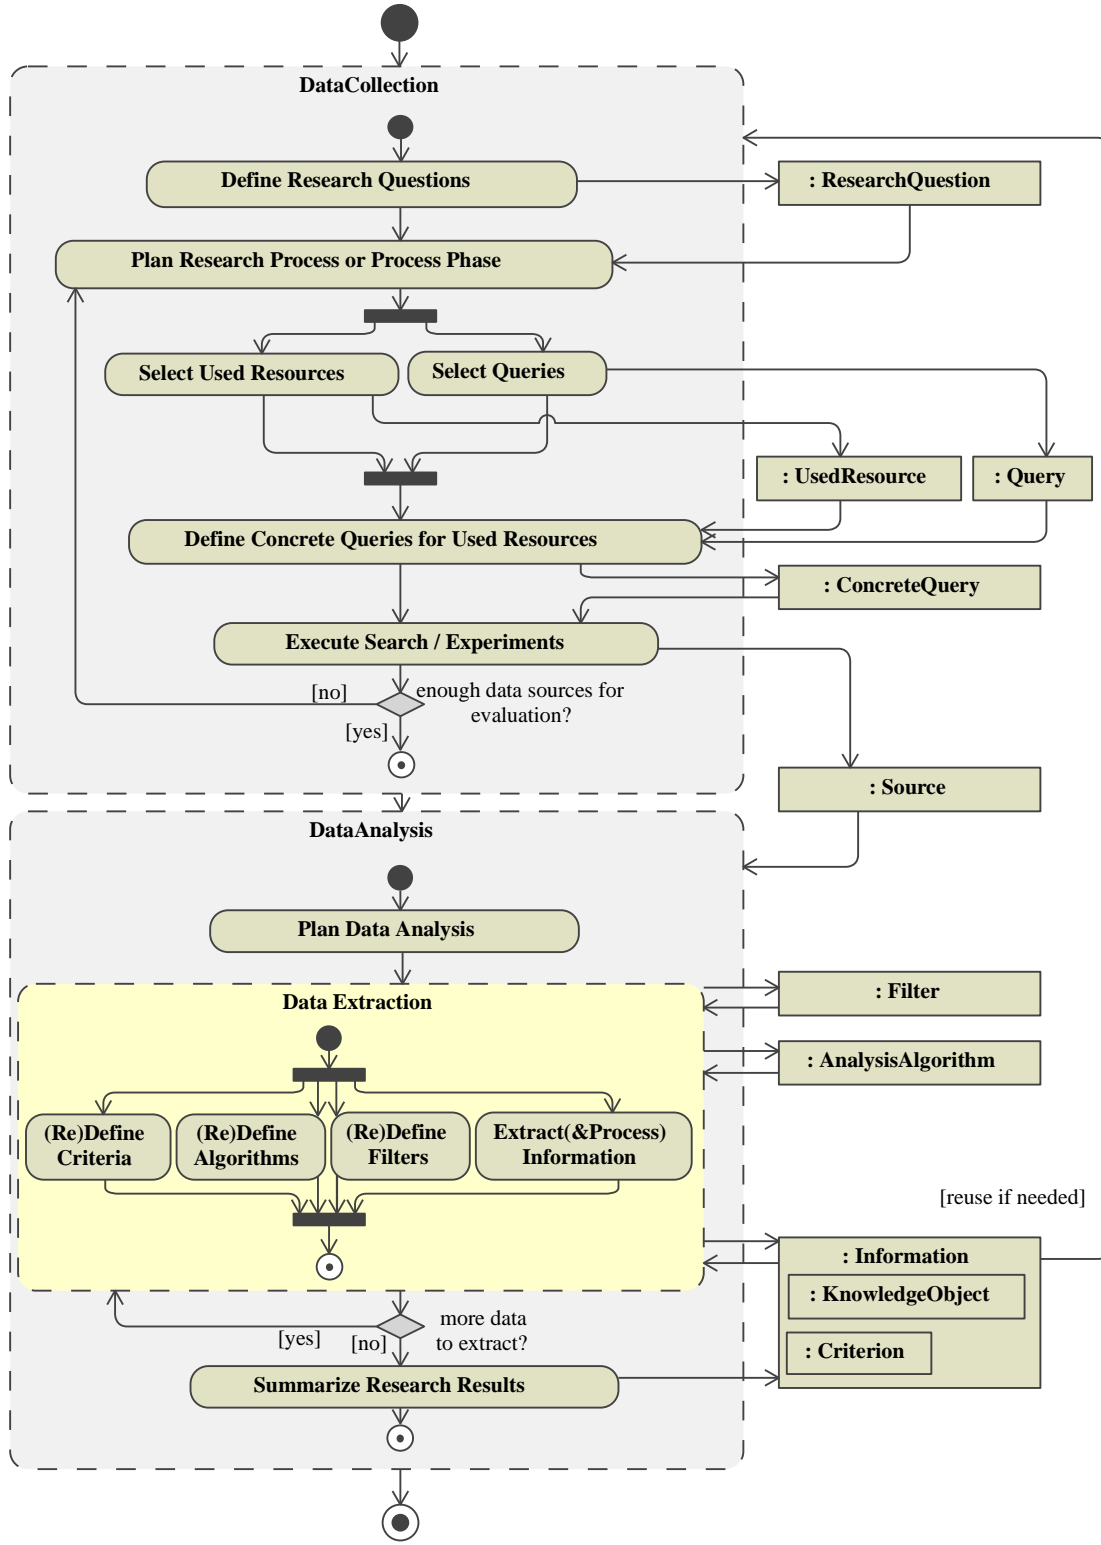 DataCollection
Define Research Questions
: ResearchQuestion
Plan Research Process or Process Phase
Select Used Resources
Select Queries
: UsedResource
: Query
Define Concrete Queries for Used Resources
: ConcreteQuery
Execute Search / Experiments
[no]
enough data sources for
evaluation?
[yes]
: Source
DataAnalysis
Plan Data Analysis
Data Extraction
: Filter
: AnalysisAlgorithm
(Re)Define
Criteria
(Re)Define
Algorithms
(Re)Define
Filters
Extract(&Process)
Information
[reuse if needed]
: Information
: KnowledgeObject
: Criterion
more data
to extract?
[yes]
[no]
Summarize Research Results